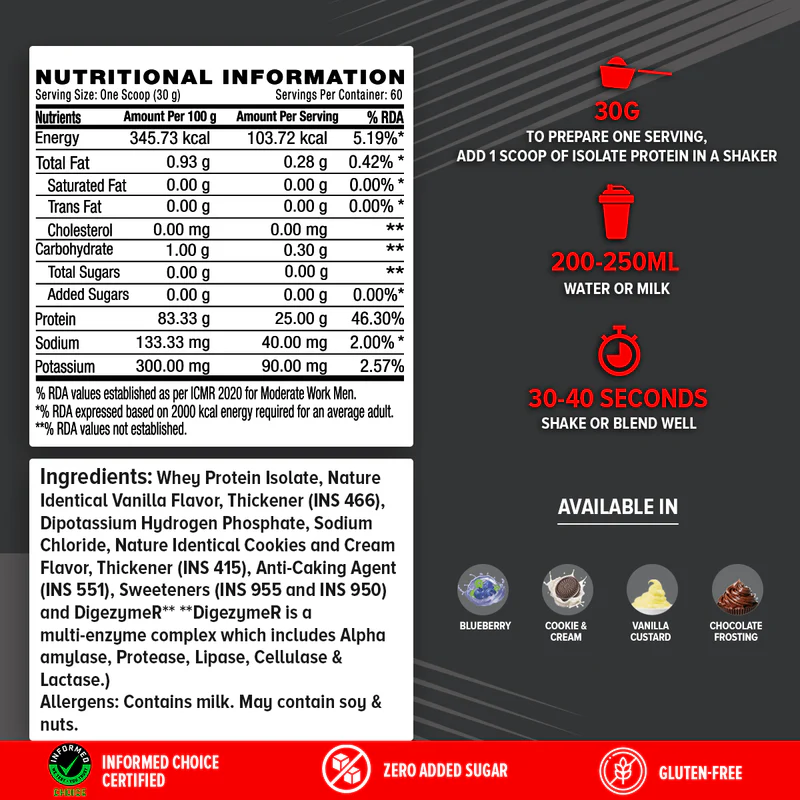 NUTRITIONAL INFORMATION
Serving Size: One Scoop (30 g) Servings Per Container: 60
Nutrients Amount Per 100 g Amount Per Serving % RDA
Energy 345.73 kcal 103.72 kcal 5.19%*
Total Fat 0.93 g 0.28 g 0.42% *
Saturated Fat 0.00 g 0.00 g 0.00% *
Trans Fat 0.00 g 0.00 g 0.00% *
Cholesterol 0.00 mg 0.00 mg **
Carbohydrate 1.00 g 0.30 g **
Total Sugars 0.00 g 0.00 g **
Added Sugars 0.00 g 0.00 g 0.00%*
Protein 83.33 g 25.00 g 46.30%
Sodium 133.33 mg 40.00 mg 2.00% *
Potassium 300.00 mg 90.00 mg 2.57%
% RDA values established as per ICMR 2020 for Moderate Work Men.
*% RDA expressed based on 2000 kcal energy required for an average adult.
**% RDA values not established.
Ingredients: Whey Protein Isolate, Nature
Identical Vanilla Flavor, Thickener (INS 466),
Dipotassium Hydrogen Phosphate, Sodium
Chloride, Nature Identical Cookies and Cream
Flavor, Thickener (INS 415), Anti-Caking Agent
(INS 551), Sweeteners (INS 955 and INS 950)
and DigezymeR** **DigezymeR is a
multi-enzyme complex which includes Alpha
amylase, Protease, Lipase, Cellulase &
Lactase.)
Allergens: Contains milk. May contain soy &
nuts.
30G
TO PREPARE ONE SERVING,
ADD 1 SCOOP OF ISOLATE PROTEIN IN A SHAKER
200-250ML
WATER OR MILK
30-40 SECONDS
SHAKE OR BLEND WELL
AVAILABLE IN
BLUEBERRY
COOKIE &
CREAM
VANILLA
CUSTARD
CHOCOLATE
FROSTING
INFORMED
CHOICE
INFORMED CHOICE
CERTIFIED
ZERO ADDED SUGAR
GLUTEN-FREE